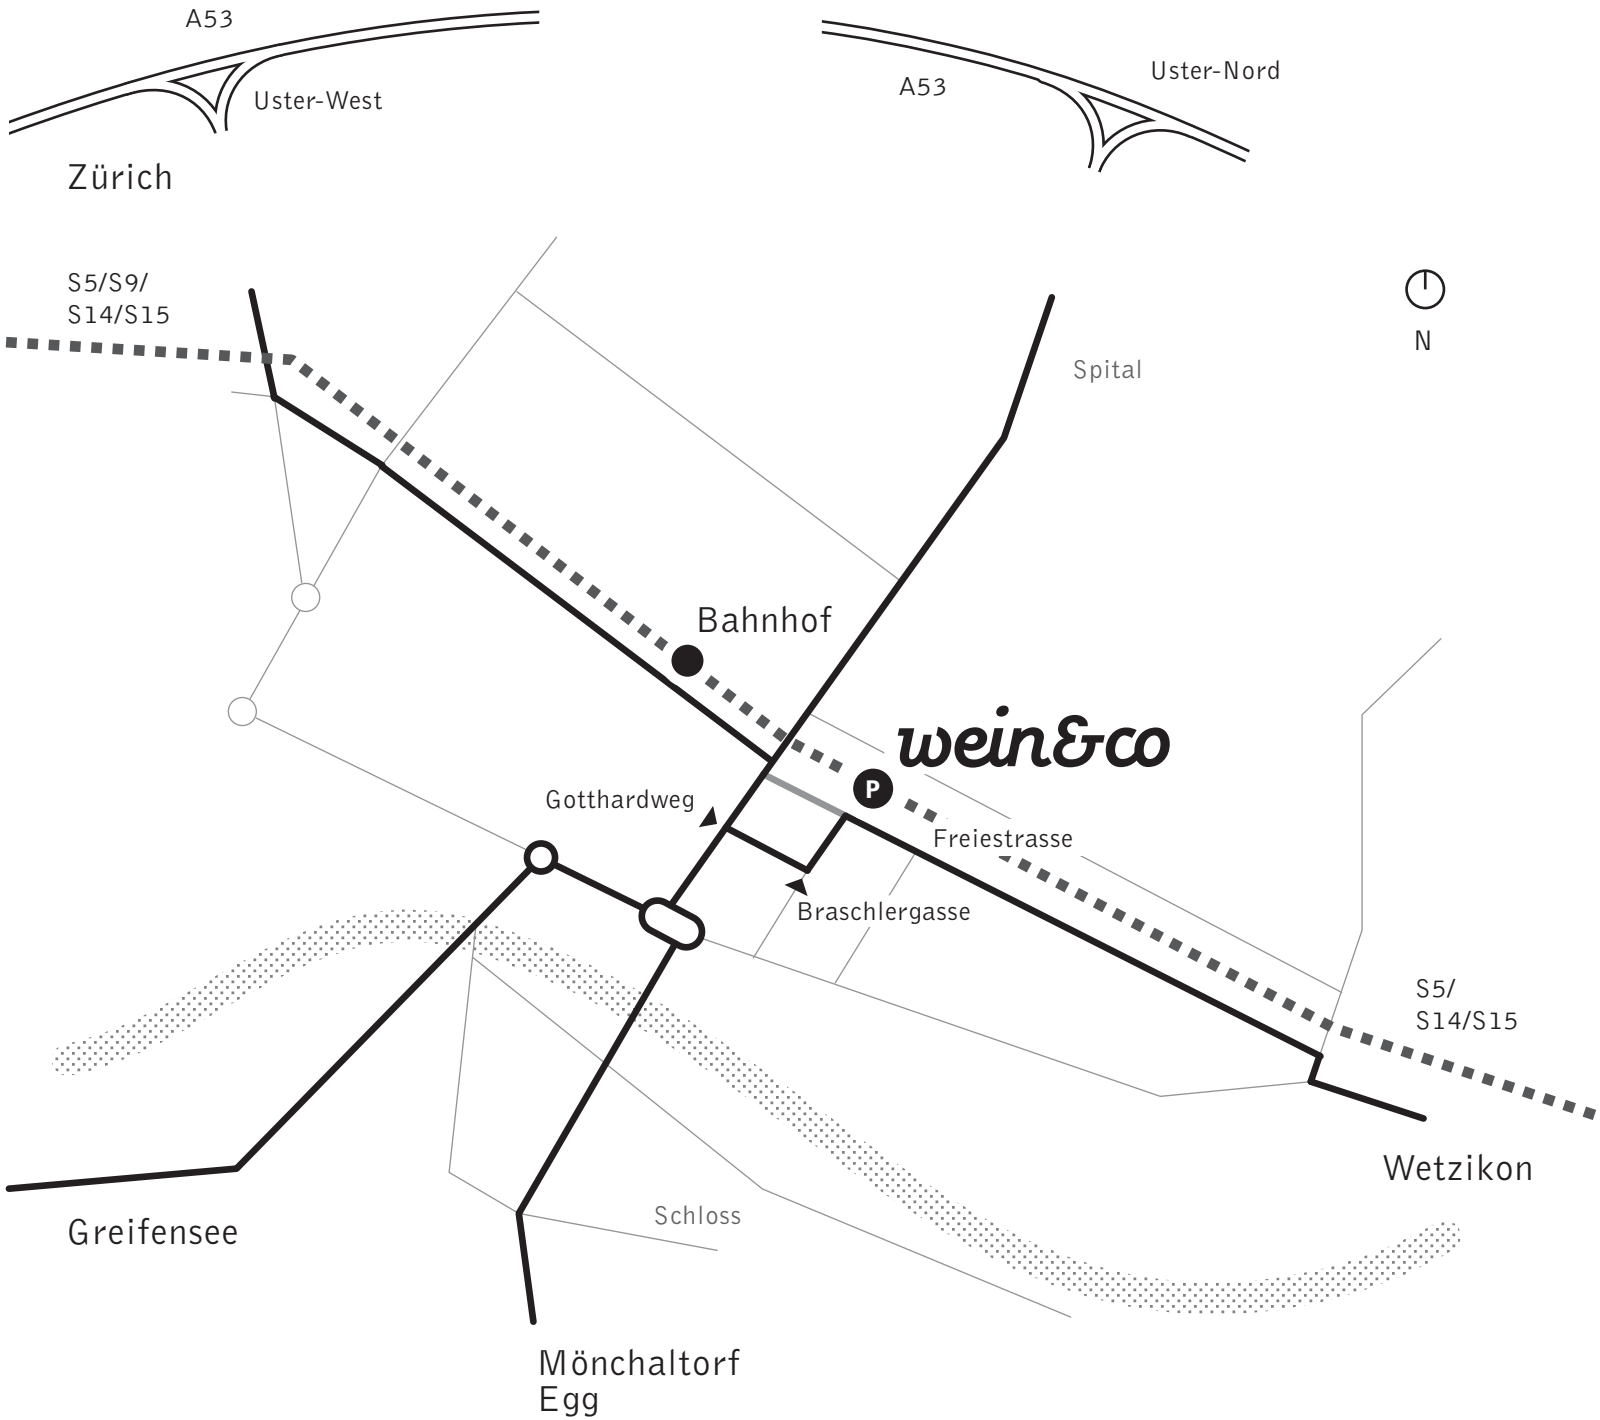 A53
Uster-West
Zürich
A53
Uster-Nord
S5/S9/
S14/S15
N
Spital
Bahnhof
wein&co
P
Gotthardweg
Freiestrasse
Braschlergasse
S5/
S14/S15
Wetzikon
Greifensee
Schloss
Mönchaltorf
Egg